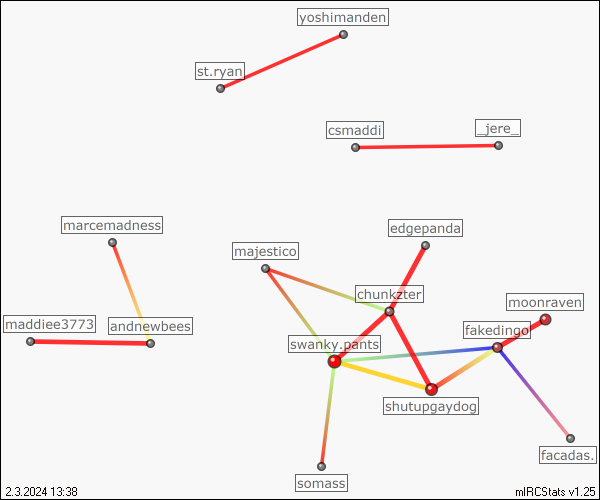 yoshimanden
st.ryan
csmaddi
_jere_
marcemadness
edgepanda
majestico
chunkzter
moonraven
maddiee3773
andnewbees
fakedingo
swanky.pants
shutupgaydog
facadas.
somass
2.3.2024 13:38
mIRCStats v1.25